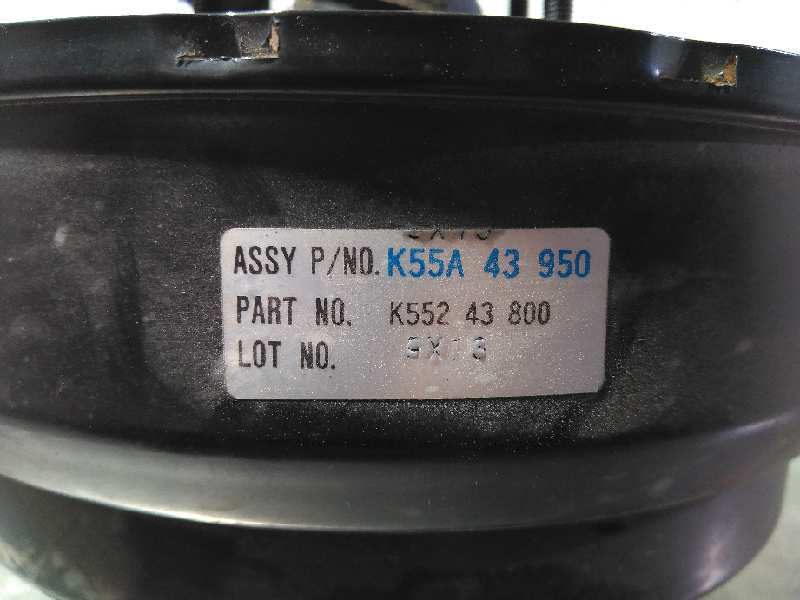 ASSY P/NO. K55A 43 950
PART NO. K552 43 800
LOT NO.